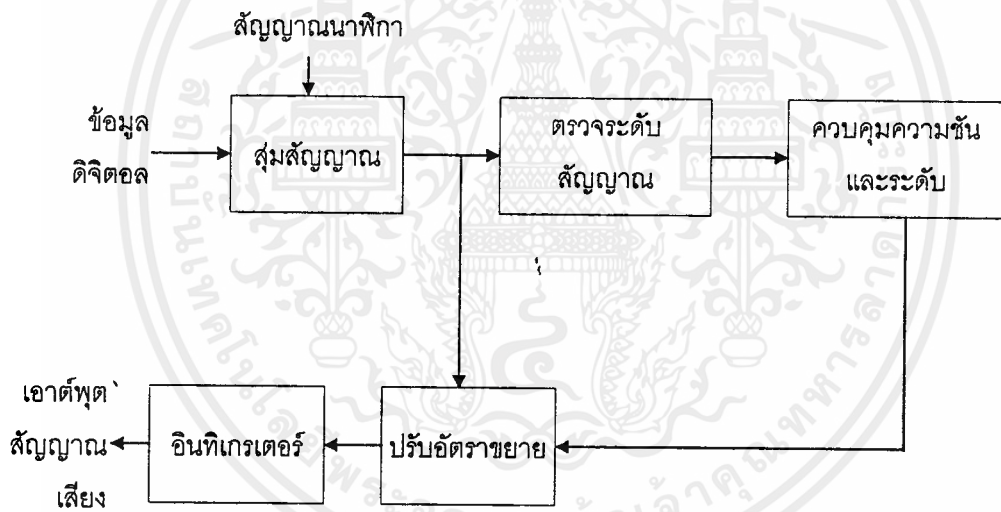 สัญญาณนาฬิกา
ข้อมูล
ดิจิตอล
สุ่มสัญญาณ
ตรวจระดับ
สัญญาณ
ควบคุมความชัน
และระดับ
เอาต์พุต
สัญญาณ
เสียง
อินทิเกรเตอร์
ปรับอัตราขยาย